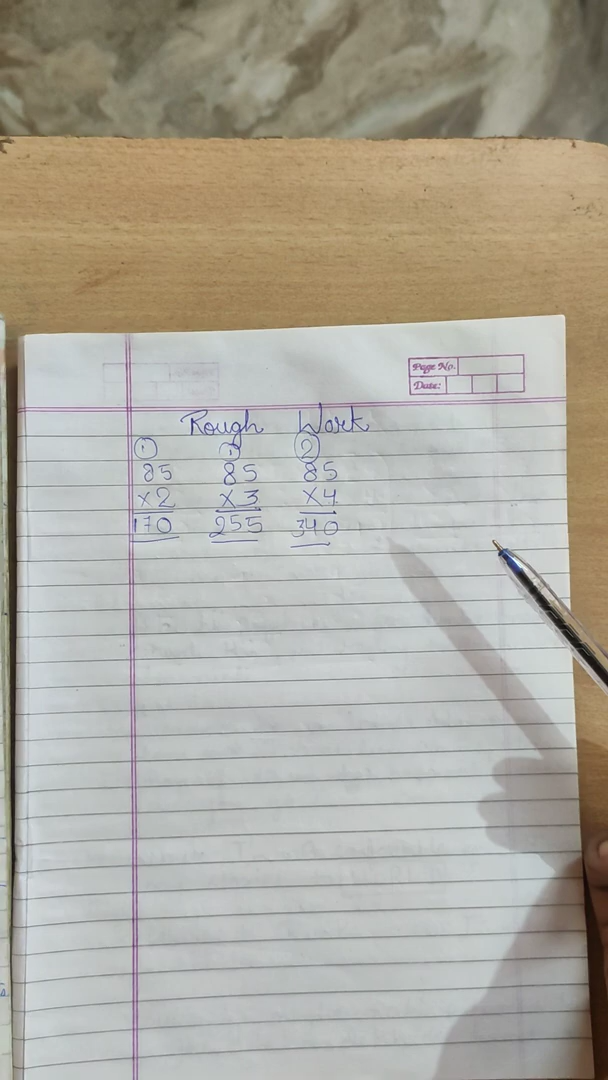 Page No.
Date:
Rough Work
1 1 2
85 85 85
×2 ×3 ×4
170 255 340